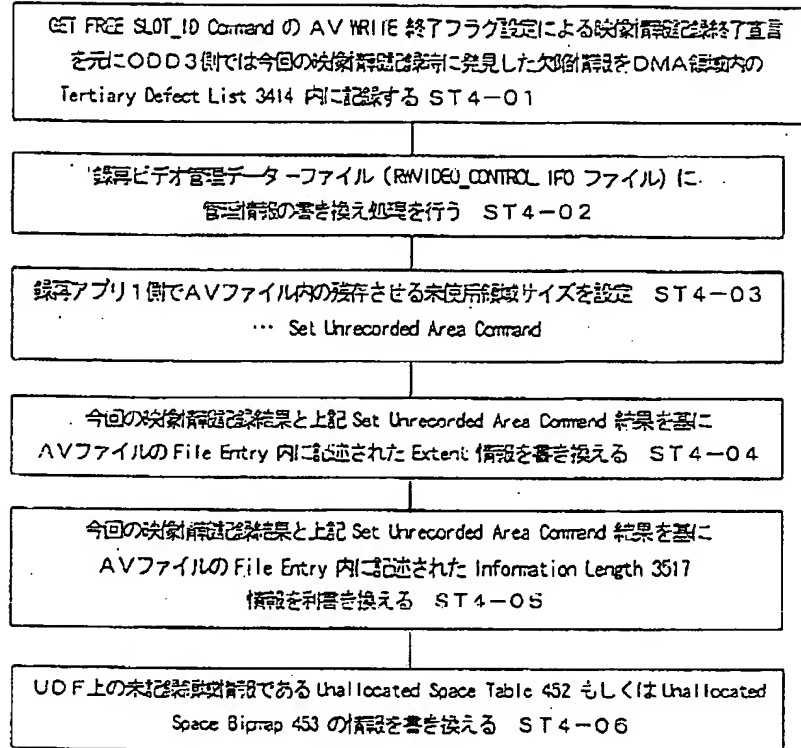 GET FREE SLOT_ID Command の AV WRITE 終了フラグ設定による映像情報記録終了宣言
を元にODD3側では今回の映像情報記録時に発見した欠陥情報をDMA領域内の
Tertiary Defect List 3414 内に記録する ST4-01
録再ビデオ管理データーファイル (RWVIDEO_CONTROL. IFO ファイル) に
管理情報の書き換え処理を行う ST4-02
録再アプリ1側でAVファイル内の残存させる未使用領域サイズを設定 ST4-03
… Set Unrecorded Area Command
今回の映像情報記録結果と上記 Set Unrecorded Area Command 結果を基に
AVファイルの File Entry 内に記述された Extent 情報を書き換える ST4-04
今回の映像情報記録結果と上記 Set Unrecorded Area Command 結果を基に
AVファイルの File Entry 内に記述された Information Length 3517
情報を利書き換える ST4-05
UDF上の未記録領域情報である Unallocated Space Table 452 もしくは Unallocated
Space Bitmap 453 の情報を書き換える ST4-06